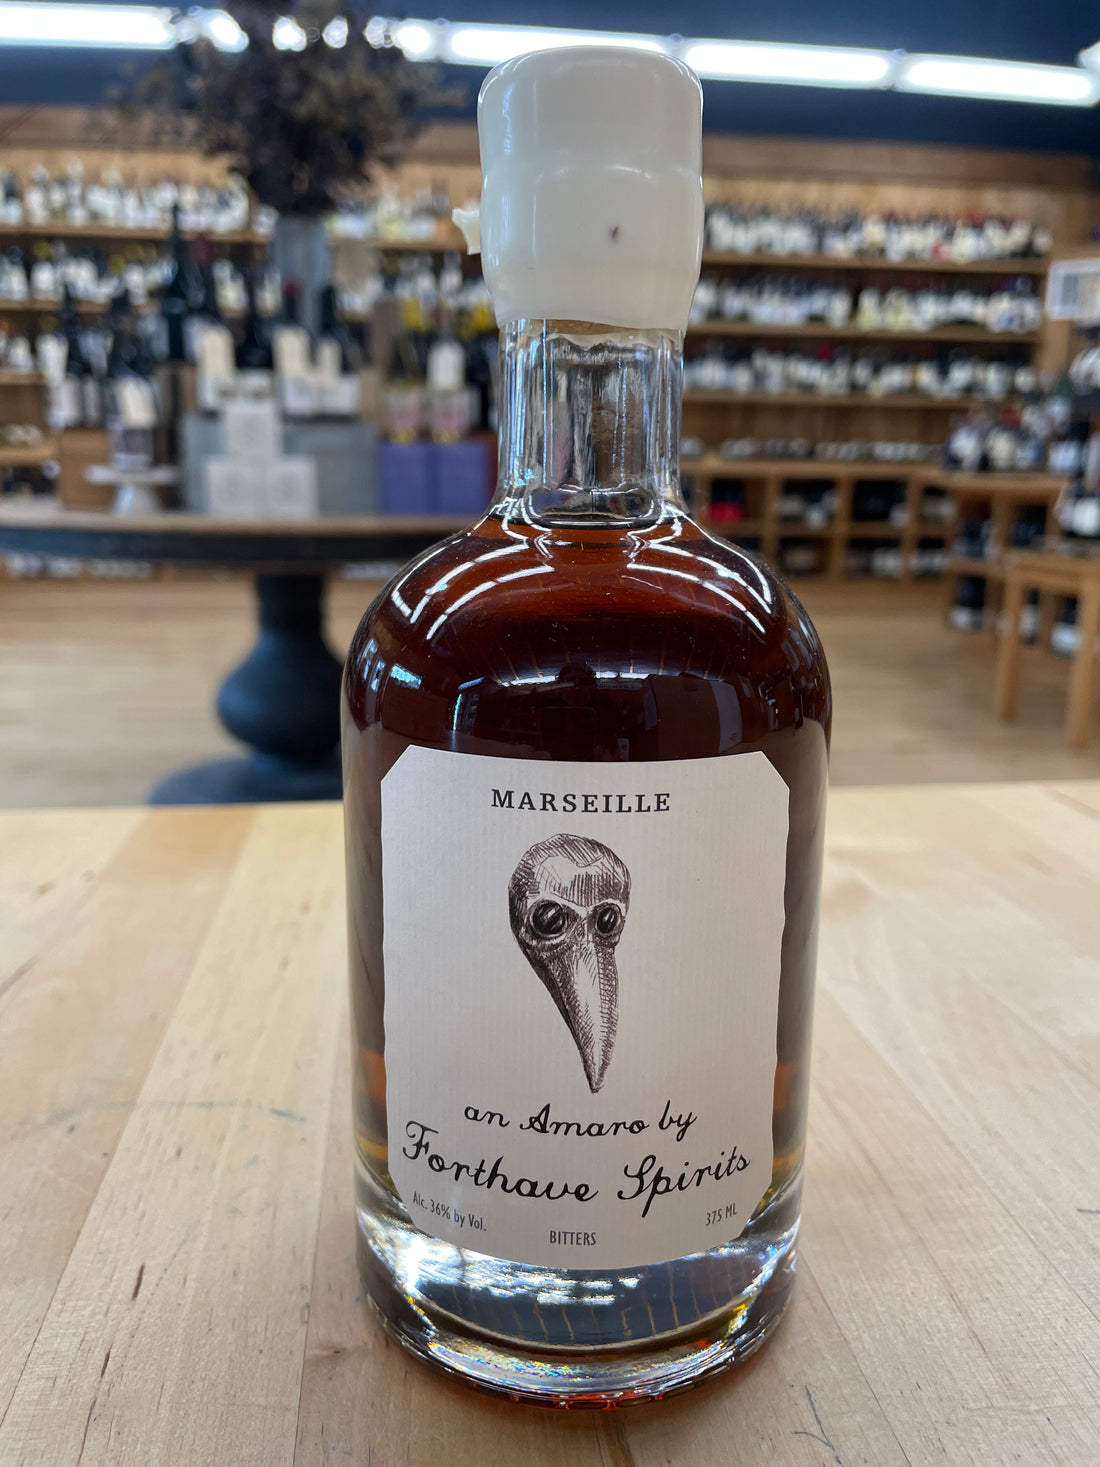 MARSEILLE
an Amaro by
Forthave Spirits
Alc. 36% by Vol.
BITTERS
375 ML